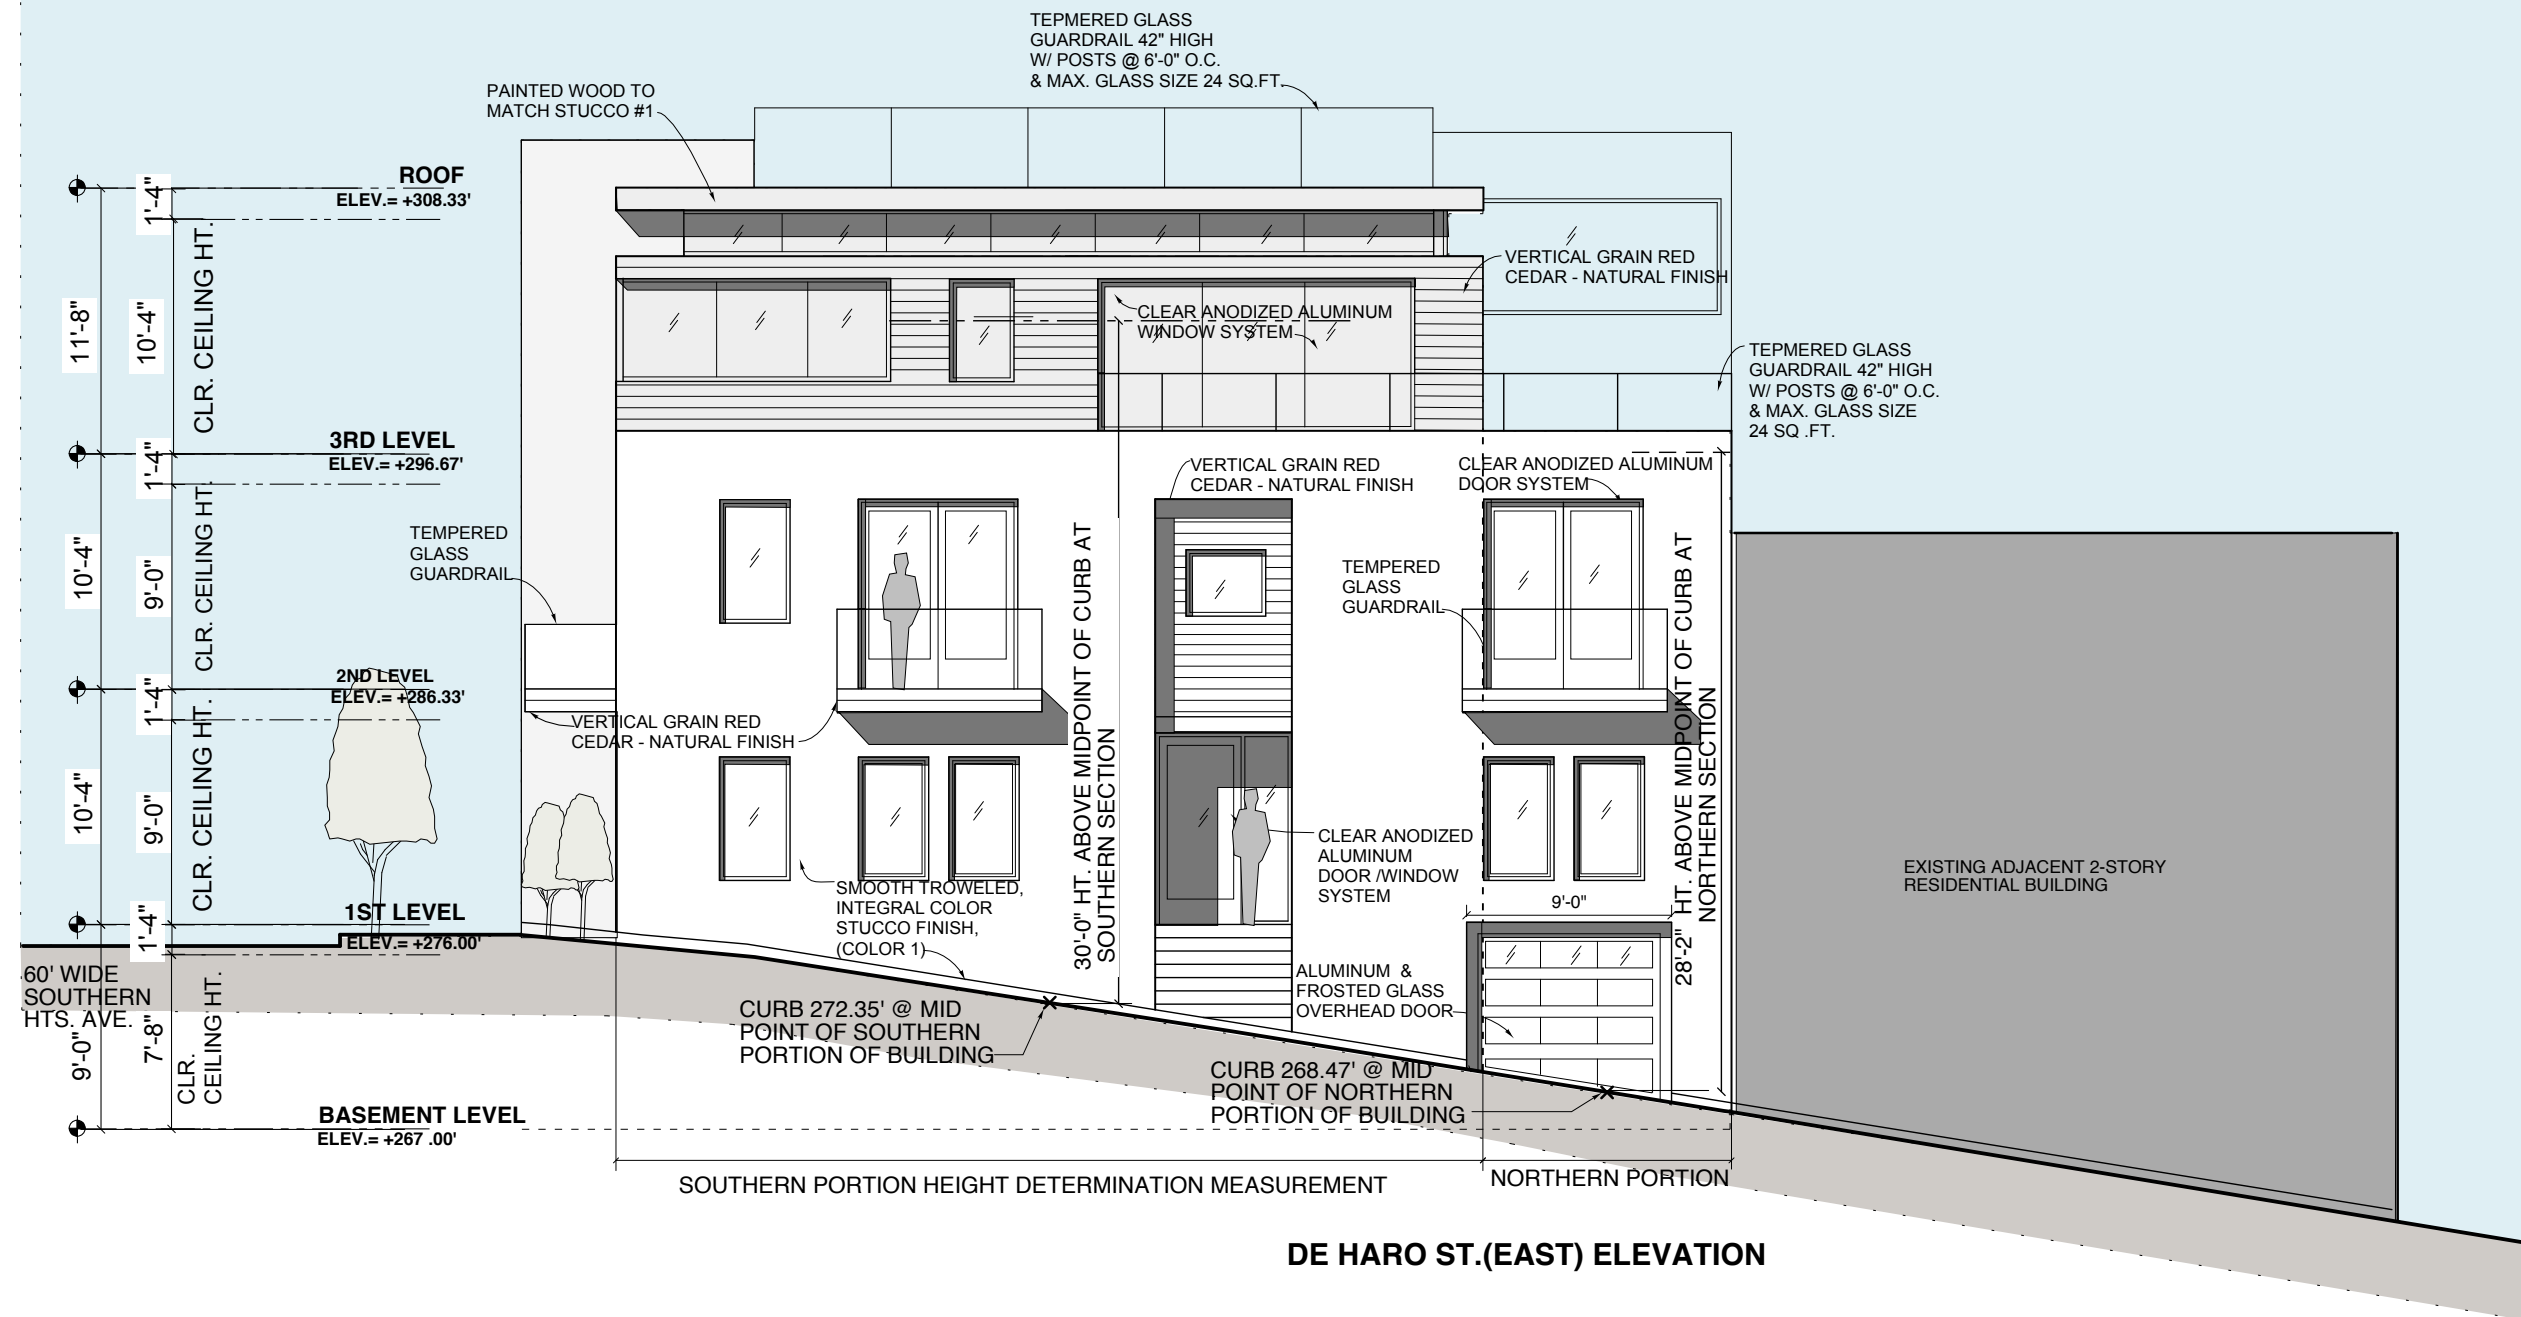 TEPMERED GLASS
GUARDRAIL 42" HIGH
W/ POSTS @ 6'-0" O.C.
& MAX. GLASS SIZE 24 SQ.FT.
PAINTED WOOD TO
MATCH STUCCO #1
ROOF
ELEV.= +308.33'
1'-4"
11'-8"
10'-4"
CLR. CEILING HT.
VERTICAL GRAIN RED
CEDAR - NATURAL FINISH
CLEAR ANODIZED ALUMINUM
WINDOW SYSTEM
TEPMERED GLASS
GUARDRAIL 42" HIGH
W/ POSTS @ 6'-0" O.C.
& MAX. GLASS SIZE
24 SQ .FT.
3RD LEVEL
ELEV.= +296.67'
1'-4"
10'-4"
9'-0"
CLR. CEILING HT.
VERTICAL GRAIN RED
CEDAR - NATURAL FINISH
CLEAR ANODIZED ALUMINUM
DOOR SYSTEM
TEMPERED
GLASS
GUARDRAIL
TEMPERED
GLASS
GUARDRAIL
30'-0" HT. ABOVE MIDPOINT OF CURB AT
SOUTHERN SECTION
28'-2" HT. ABOVE MIDPOINT OF CURB AT
NORTHERN SECTION
2ND LEVEL
ELEV.= +286.33'
1'-4"
10'-4"
9'-0"
CLR. CEILING HT.
VERTICAL GRAIN RED
CEDAR - NATURAL FINISH
CLEAR ANODIZED
ALUMINUM
DOOR /WINDOW
SYSTEM
EXISTING ADJACENT 2-STORY
RESIDENTIAL BUILDING
SMOOTH TROWELED,
INTEGRAL COLOR
STUCCO FINISH,
(COLOR 1)
9'-0"
1ST LEVEL
ELEV.= +276.00'
1'-4"
60' WIDE
SOUTHERN
HTS. AVE.
9'-0"
7'-8"
CLR.
CEILING HT.
ALUMINUM &
FROSTED GLASS
OVERHEAD DOOR
CURB 272.35' @ MID
POINT OF SOUTHERN
PORTION OF BUILDING
CURB 268.47' @ MID
POINT OF NORTHERN
PORTION OF BUILDING
BASEMENT LEVEL
ELEV.= +267 .00'
SOUTHERN PORTION HEIGHT DETERMINATION MEASUREMENT
NORTHERN PORTION
DE HARO ST.(EAST) ELEVATION